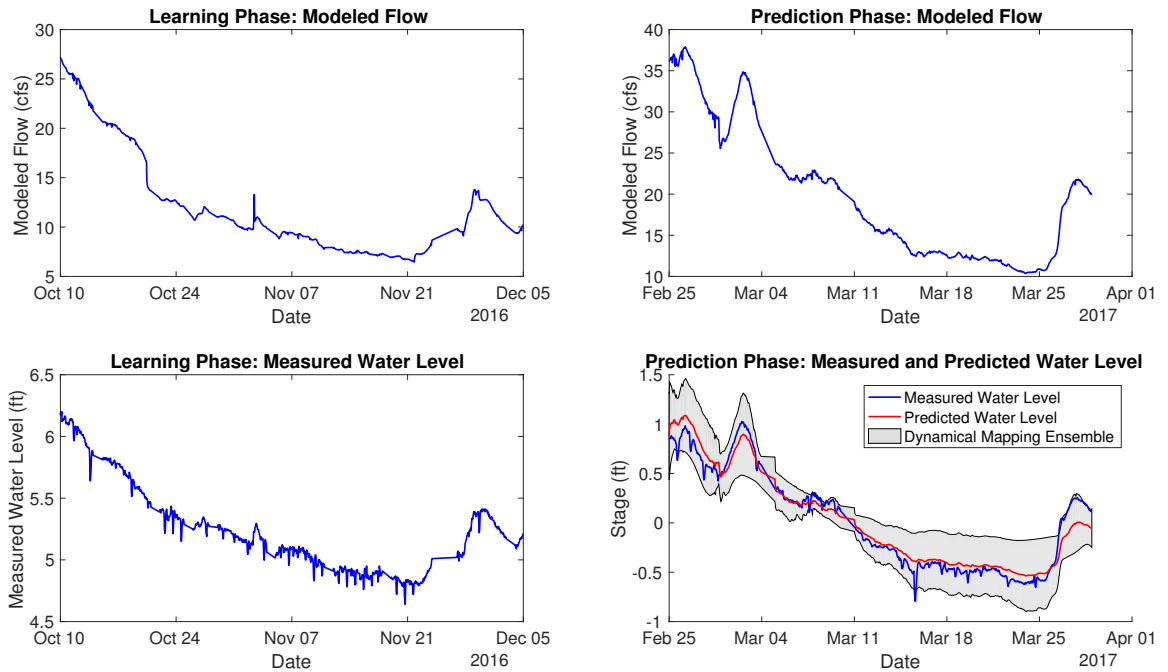 Learning Phase: Modeled Flow
Modeled Flow (cfs)
30
25
20
15
10
5
Oct 10
Oct 24
Nov 07
Nov 21
Dec 05
Date
2016
Prediction Phase: Modeled Flow
Modeled Flow (cfs)
40
35
30
25
20
15
10
Feb 25
Mar 04
Mar 11
Mar 18
Mar 25
Apr 01
Date
2017
Learning Phase: Measured Water Level
Measured Water Level (ft)
6.5
6
5.5
5
4.5
Oct 10
Oct 24
Nov 07
Nov 21
Dec 05
Date
2016
Prediction Phase: Measured and Predicted Water Level
Stage (ft)
1.5
1
0.5
0
-0.5
-1
Measured Water Level
Predicted Water Level
Dynamical Mapping Ensemble
Feb 25
Mar 04
Mar 11
Mar 18
Mar 25
Apr 01
Date
2017